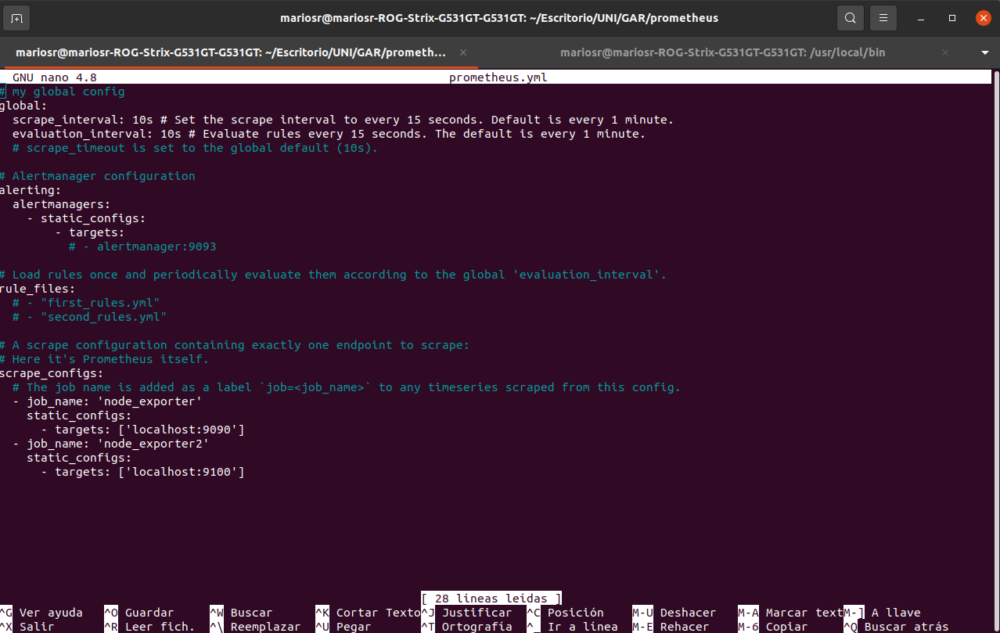 mariosr@mariosr-ROG-Strix-G531GT-G531GT: ~/Escritorio/UNI/GAR/prometheus
mariosr@mariosr-ROG-Strix-G531GT-G531GT: ~/Escritorio/UNI/GAR/prometh... × mariosr@mariosr-ROG-Strix-G531GT-G531GT: /usr/local/bin ×
GNU nano 4.8 prometheus.yml
# my global config
global:
  scrape_interval: 10s # Set the scrape interval to every 15 seconds. Default is every 1 minute.
  evaluation_interval: 10s # Evaluate rules every 15 seconds. The default is every 1 minute.
  # scrape_timeout is set to the global default (10s).
# Alertmanager configuration
alerting:
  alertmanagers:
    - static_configs:
        - targets:
          # - alertmanager:9093
# Load rules once and periodically evaluate them according to the global 'evaluation_interval'.
rule_files:
  # - "first_rules.yml"
  # - "second_rules.yml"
# A scrape configuration containing exactly one endpoint to scrape:
# Here it's Prometheus itself.
scrape_configs:
  # The job name is added as a label `job=<job_name>` to any timeseries scraped from this config.
  - job_name: 'node_exporter'
    static_configs:
      - targets: ['localhost:9090']
  - job_name: 'node_exporter2'
    static_configs:
      - targets: ['localhost:9100']
[ 28 líneas leídas ]
^G Ver ayuda ^O Guardar ^W Buscar ^K Cortar Texto ^J Justificar ^C Posición M-U Deshacer M-A Marcar text M-] A llave
^X Salir ^R Leer fich. ^\ Reemplazar ^U Pegar ^T Ortografía ^_ Ir a línea M-E Rehacer M-6 Copiar ^Q Buscar atrás